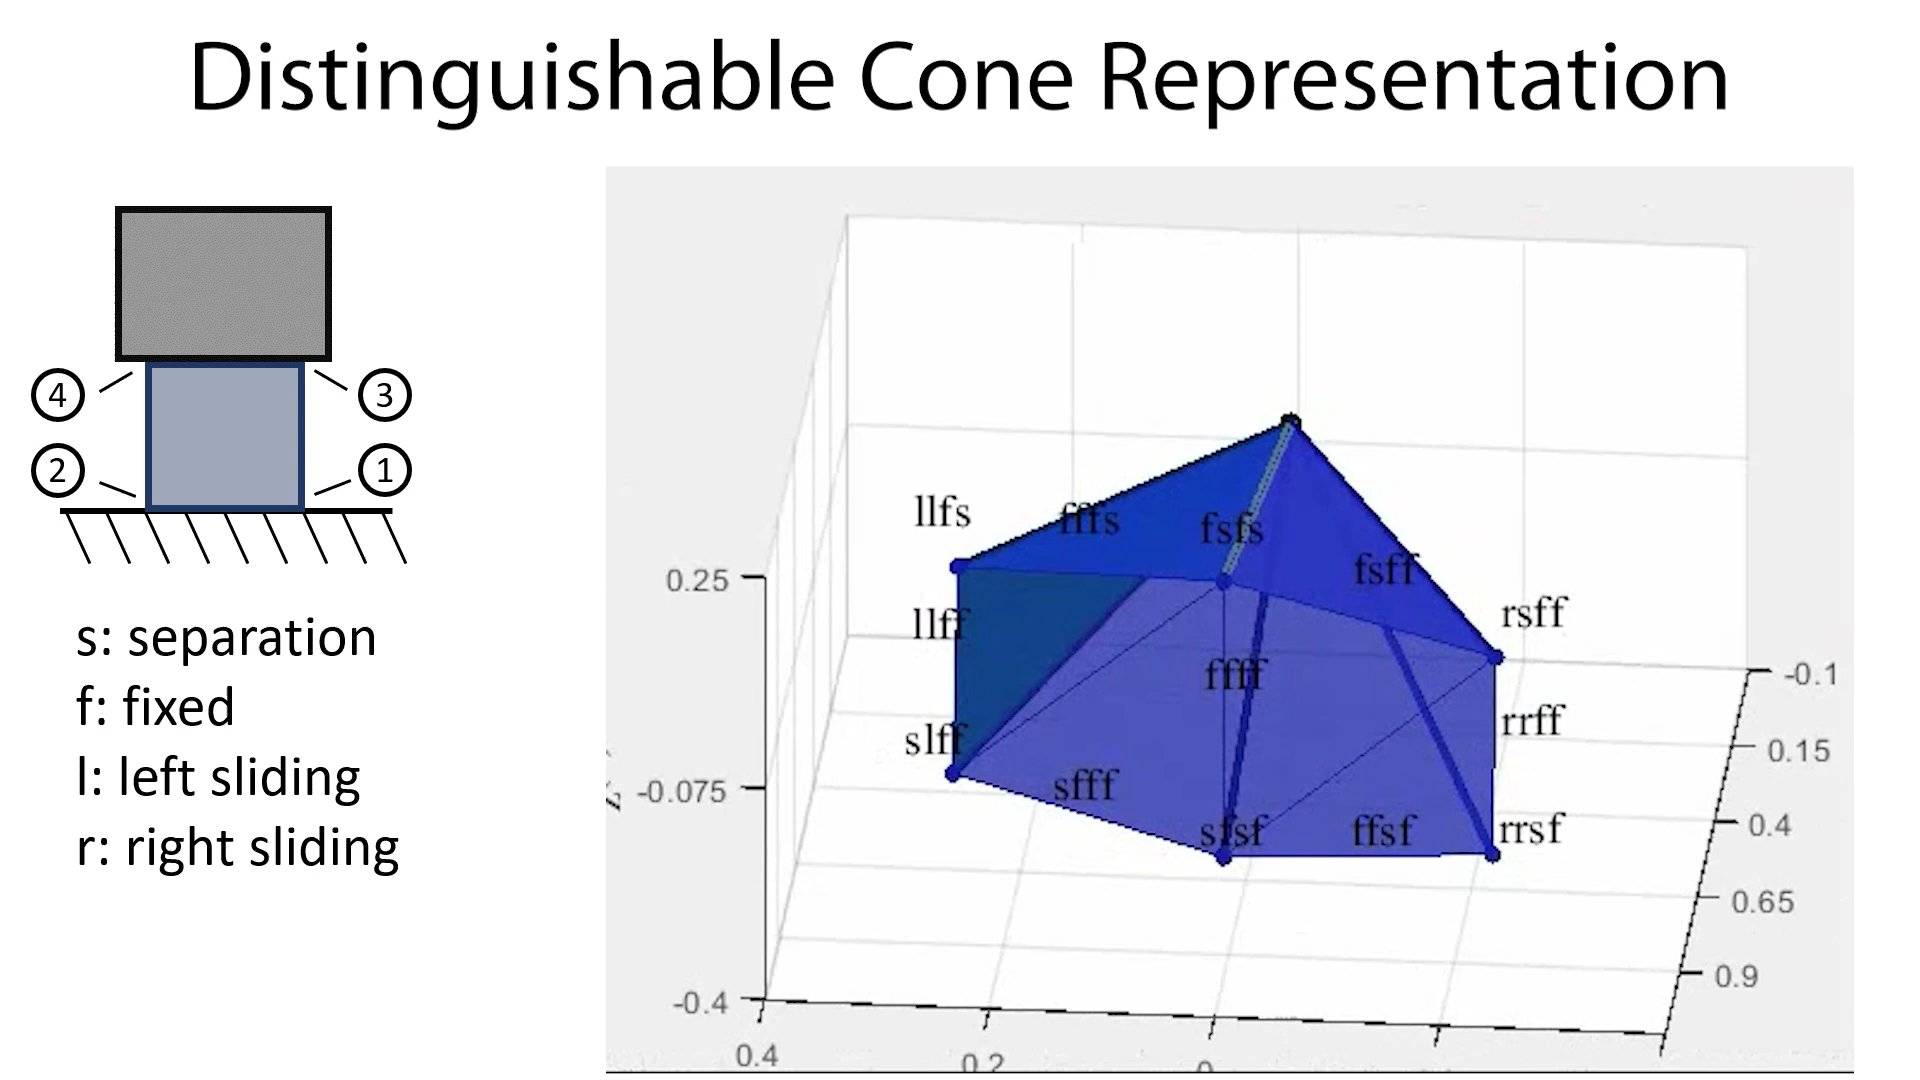 Distinguishable Cone Representation
4
3
2
1
s: separation
f: fixed
l: left sliding
r: right sliding
llfs
fffs
fsfs
fsff
rsff
llff
ffff
rrff
slff
sfff
sfsf
ffsf
rrsf
0.25
-0.075
-0.4
0.4
0.2
0
-0.1
0.15
0.4
0.65
0.9